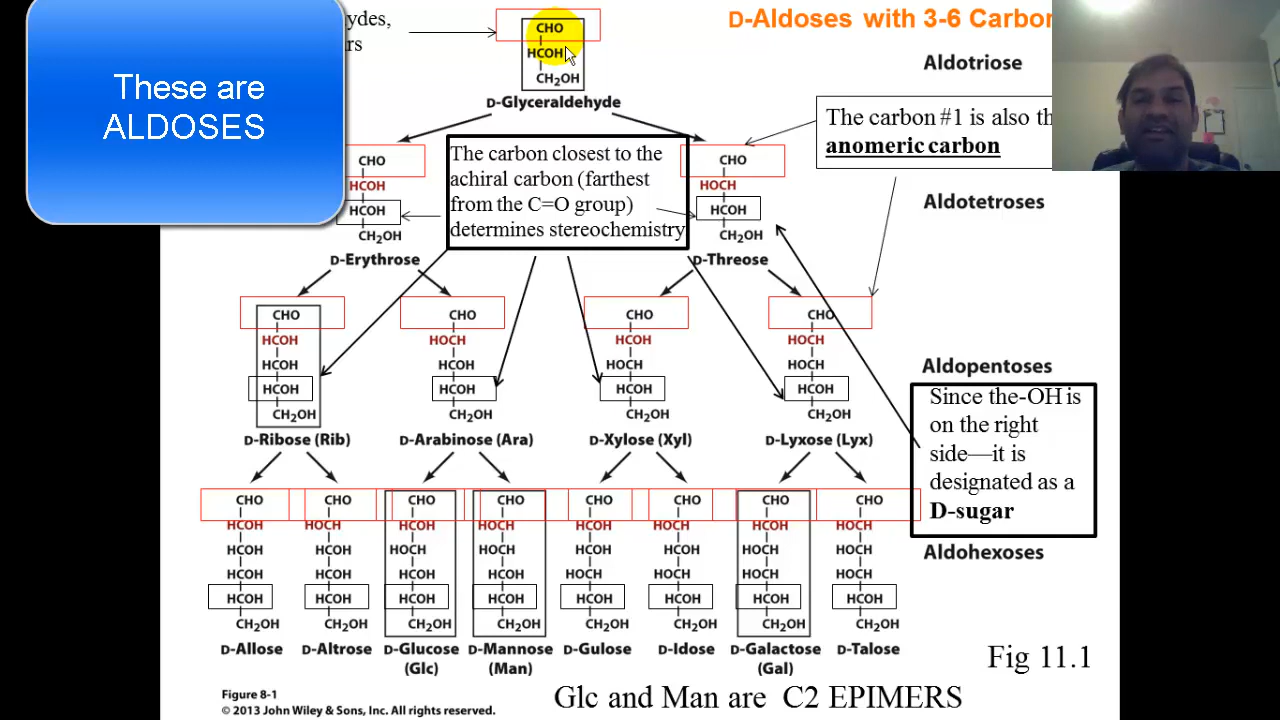 ydes,
rs
These are
ALDOSES
D-Aldoses with 3-6 Carbon
CHO
HCOH
CH₂OH
D-Glyceraldehyde
Aldotriose
The carbon #1 is also th
anomeric carbon
The carbon closest to the
achiral carbon (farthest
from the C=O group)
determines stereochemistry
CHO
HCOH
HCOH
CH₂OH
D-Erythrose
CHO
HOCH
HCOH
CH₂OH
D-Threose
Aldotetroses
CHO
HCOH
HCOH
HCOH
CH₂OH
D-Ribose (Rib)
CHO
HOCH
HCOH
HCOH
CH₂OH
D-Arabinose (Ara)
CHO
HCOH
HOCH
HCOH
CH₂OH
D-Xylose (Xyl)
CHO
HOCH
HOCH
HCOH
CH₂OH
D-Lyxose (Lyx)
Aldopentoses
Since the-OH is
on the right
side—it is
designated as a
D-sugar
CHO
HCOH
HCOH
HCOH
HCOH
CH₂OH
D-Allose
CHO
HOCH
HCOH
HCOH
HCOH
CH₂OH
D-Altrose
CHO
HCOH
HOCH
HCOH
HCOH
CH₂OH
D-Glucose
(Glc)
CHO
HOCH
HOCH
HCOH
HCOH
CH₂OH
D-Mannose
(Man)
CHO
HCOH
HCOH
HOCH
HCOH
CH₂OH
D-Gulose
CHO
HOCH
HCOH
HOCH
HCOH
CH₂OH
D-Idose
CHO
HCOH
HOCH
HOCH
HCOH
CH₂OH
D-Galactose
(Gal)
CHO
HOCH
HOCH
HOCH
HCOH
CH₂OH
D-Talose
Aldohexoses
Fig 11.1
Figure 8-1
© 2013 John Wiley & Sons, Inc. All rights reserved.
Glc and Man are C2 EPIMERS